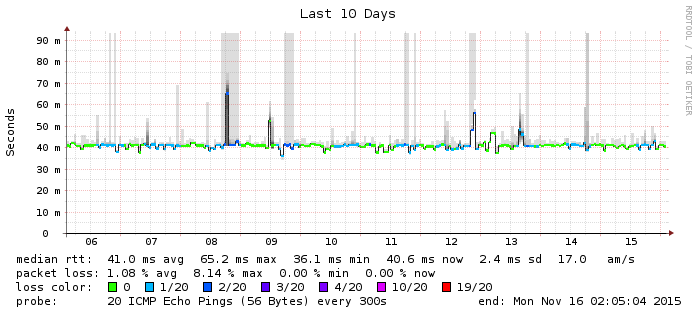 Last 10 Days
RRDTOOL / TOBI OETIKER
Seconds
90 m
80 m
70 m
60 m
50 m
40 m
30 m
20 m
10 m
0
06 07 08 09 10 11 12 13 14 15
median rtt: 41.0 ms avg 65.2 ms max 36.1 ms min 40.6 ms now 2.4 ms sd 17.0 am/s
packet loss: 1.08 % avg 8.14 % max 0.00 % min 0.00 % now
loss color: 0 1/20 2/20 3/20 4/20 10/20 19/20
probe: 20 ICMP Echo Pings (56 Bytes) every 300s end: Mon Nov 16 02:05:04 2015